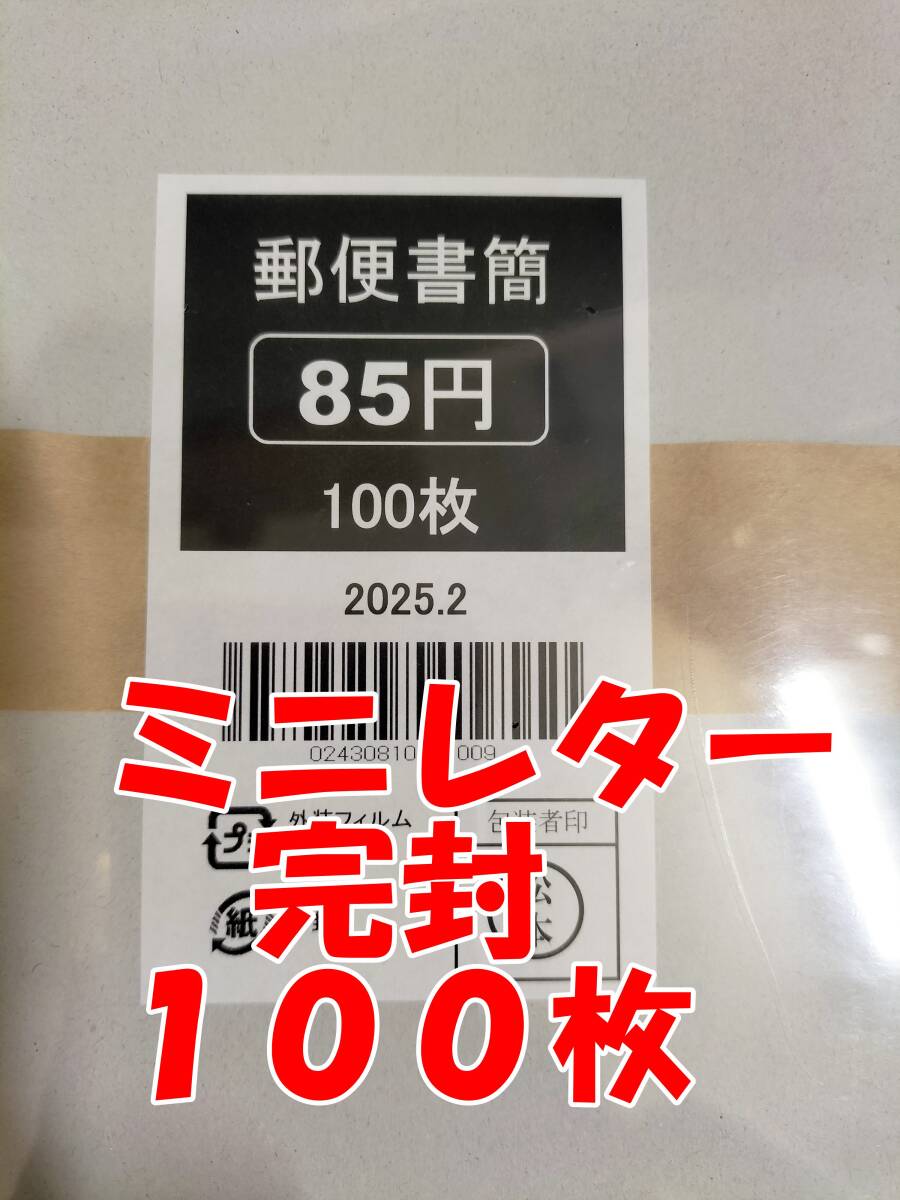 郵便書簡
85円
100枚
2025.2
ミニレター
外装フィルム
包装者印
完封
紙
１００枚